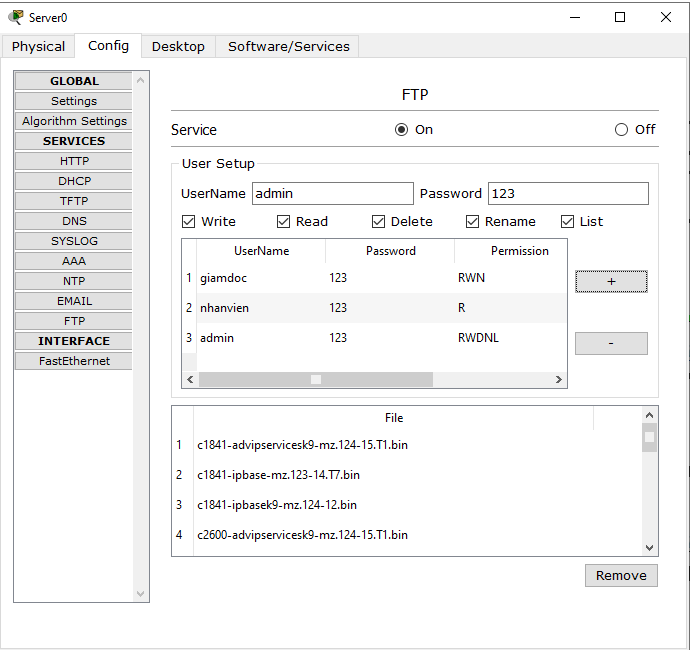 Server0
Physical Config Desktop Software/Services
GLOBAL
Settings
Algorithm Settings
SERVICES
HTTP
DHCP
TFTP
DNS
SYSLOG
AAA
NTP
EMAIL
FTP
INTERFACE
FastEthernet
FTP
Service On Off
User Setup
UserName admin Password 123
Write Read Delete Rename List
UserName Password Permission
1 giamdoc 123 RWN
2 nhanvien 123 R
3 admin 123 RWDNL
+
-
File
1 c1841-advipservicesk9-mz.124-15.T1.bin
2 c1841-ipbase-mz.123-14.T7.bin
3 c1841-ipbasek9-mz.124-12.bin
4 c2600-advipservicesk9-mz.124-15.T1.bin
Remove